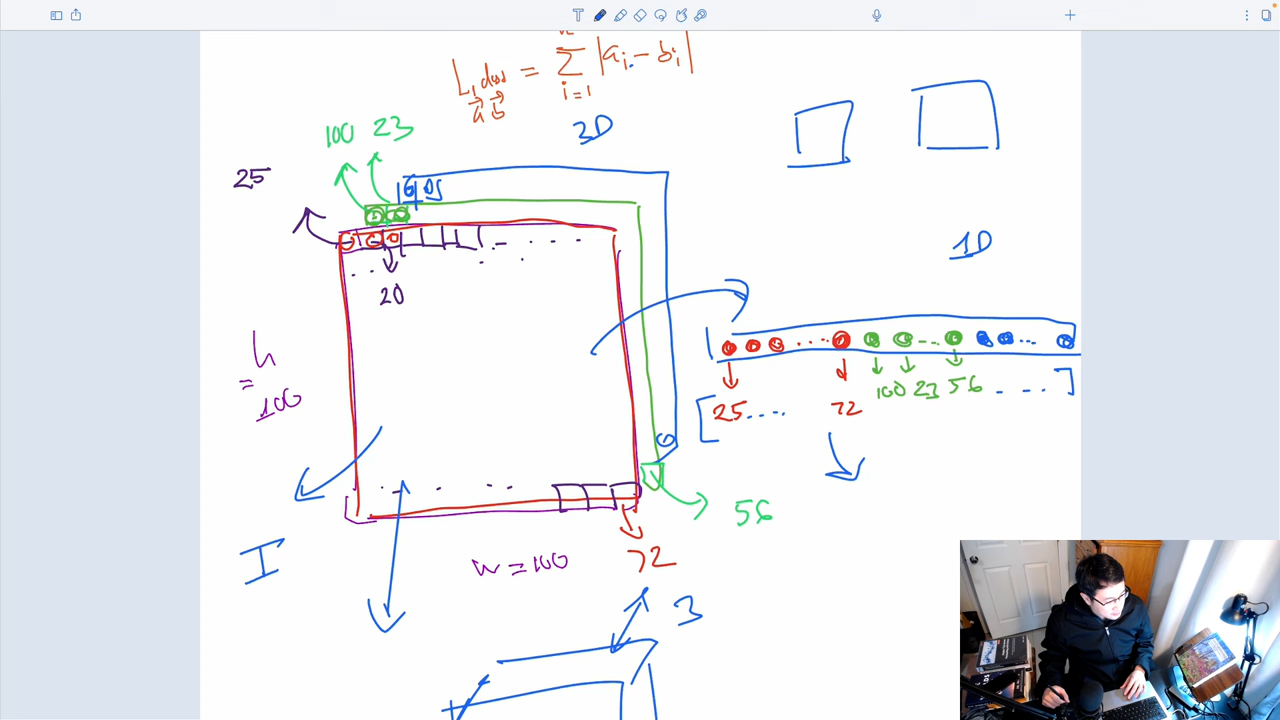 L₁ dist = Σ |aᵢ - bᵢ|
i=1
a⃗ b⃗
3D
100 23
25
20
1D
h = 100
25 .... 72 100 23 56 - ...
56
I
w = 100
72
3